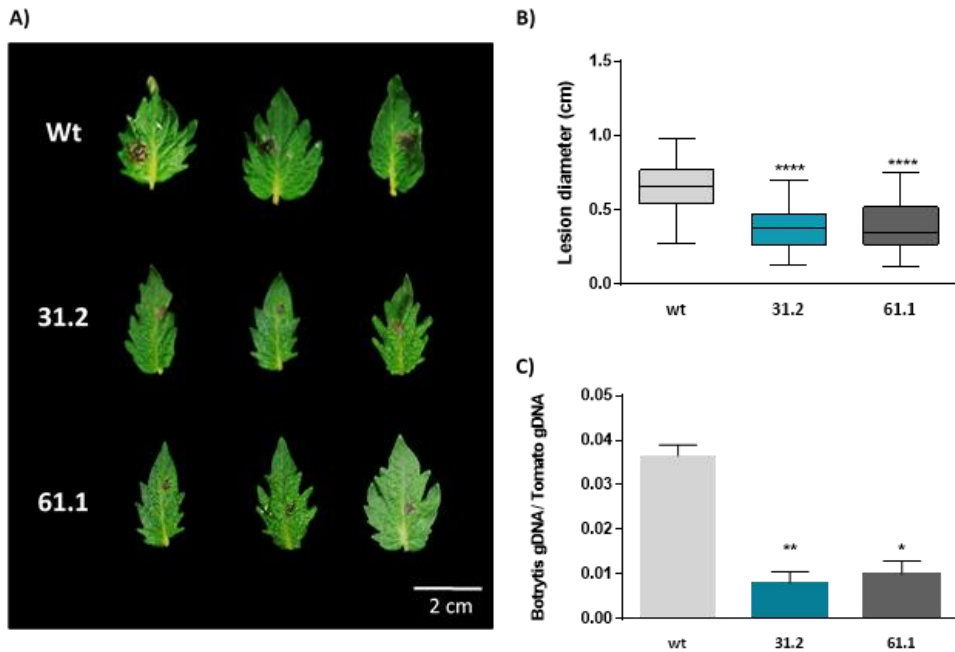 A)
Wt
31.2
61.1
2 cm
B)
Lesion diameter (cm)
1.5
1.0
0.5
0.0
****
****
wt
31.2
61.1
C)
Botrytis gDNA/ Tomato gDNA
0.05
0.04
0.03
0.02
0.01
0.00
**
*
wt
31.2
61.1